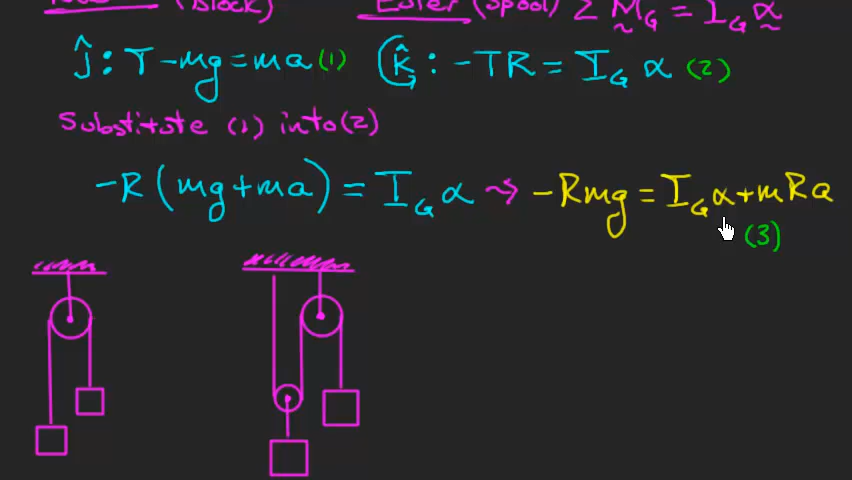 (Block) Euler (Spool) Σ M_G = I_G α
ĵ: T - mg = ma (1) k̂: -TR = I_G α (2)
Substitute (1) into (2)
-R(mg+ma) = I_G α → -Rmg = I_G α + mRa
(3)